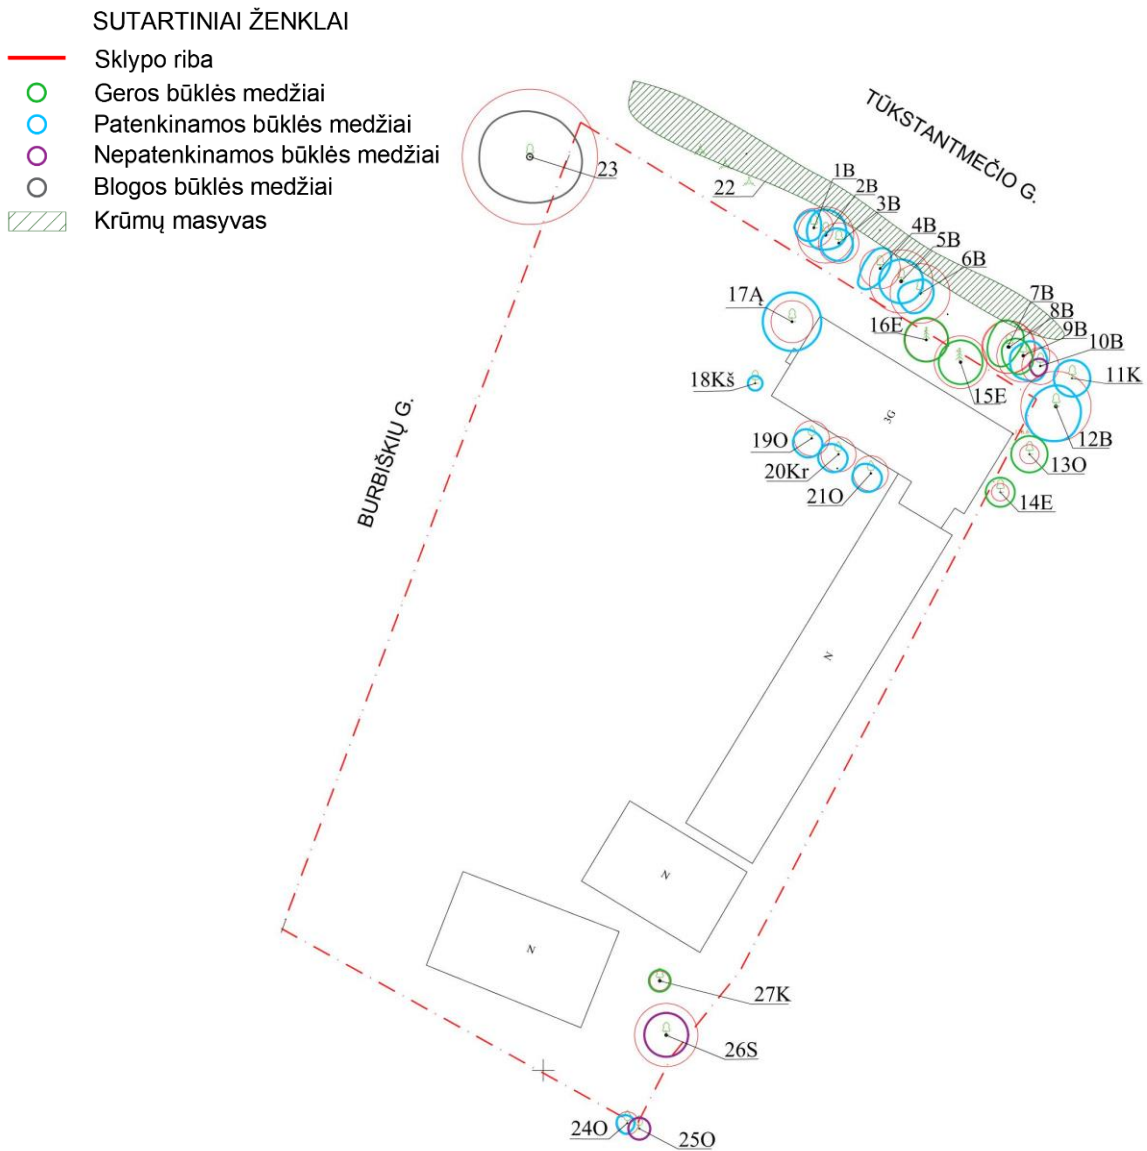 SUTARTINIAI ŽENKLAI
Sklypo riba
Geros būklės medžiai
Patenkinamos būklės medžiai
Nepatenkinamos būklės medžiai
Blogos būklės medžiai
Krūmų masyvas
TŪKSTANTMEČIO G.
BURBIŠKIŲ G.
23
22
1B
2B
3B
4B
5B
6B
7B
8B
9B
10B
11K
12B
13O
14E
15E
16E
17Ą
18Kš
19O
20Kr
21O
3G
N
N
N
27K
26S
24O
25O